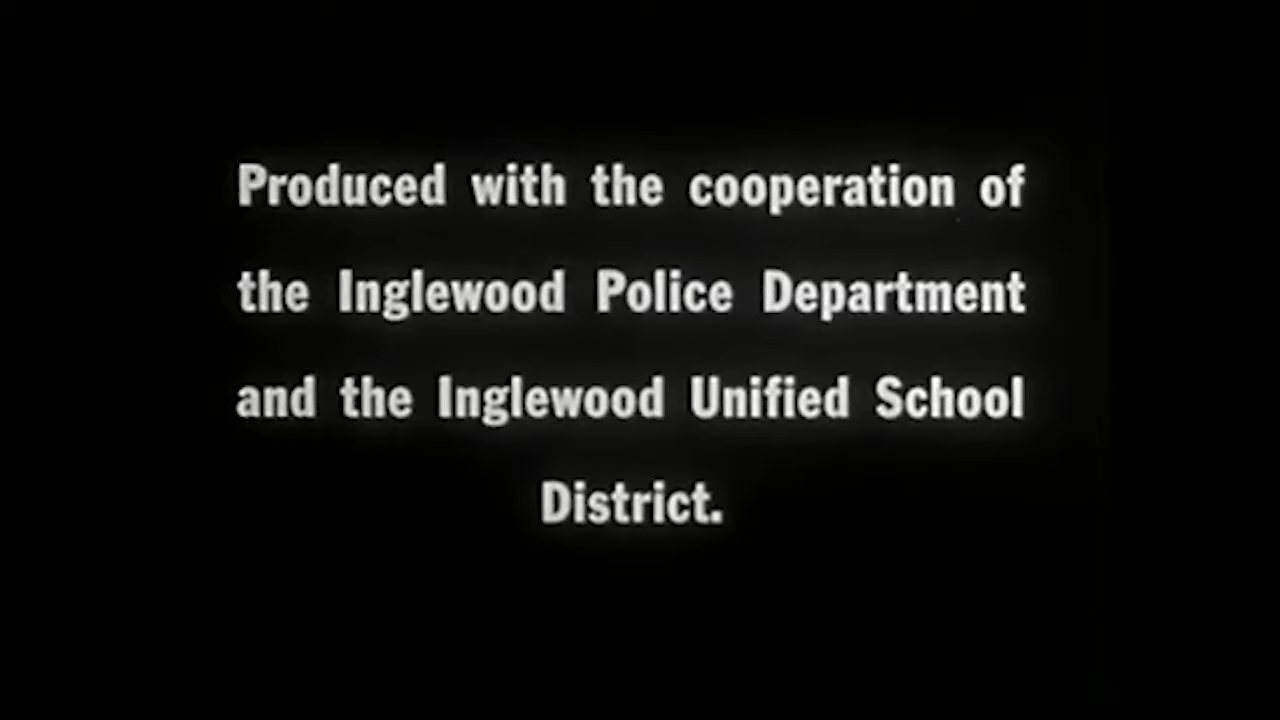 Produced with the cooperation of
the Inglewood Police Department
and the Inglewood Unified School
District.